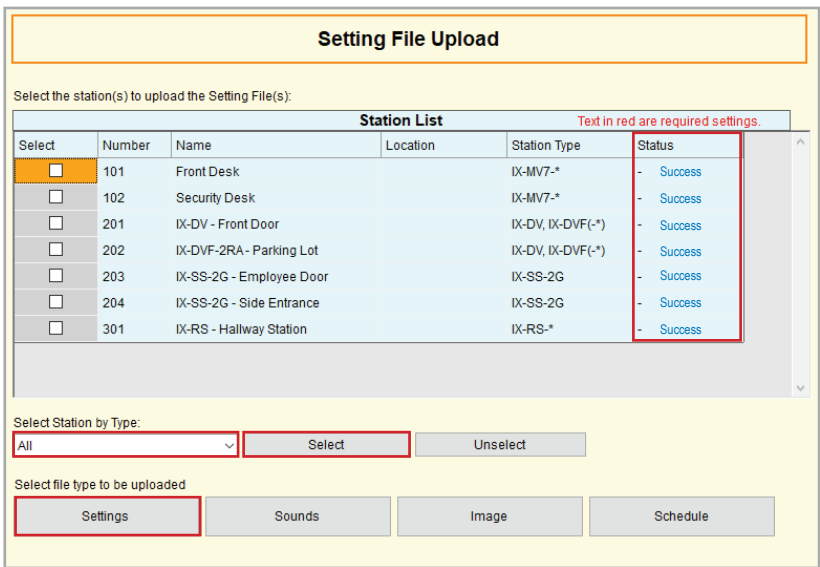 Setting File Upload
Select the station(s) to upload the Setting File(s):
Station List Text in red are required settings.
Select Number Name Location Station Type Status
101 Front Desk IX-MV7-* - Success
102 Security Desk IX-MV7-* - Success
201 IX-DV - Front Door IX-DV, IX-DVF(-*) - Success
202 IX-DVF-2RA - Parking Lot IX-DV, IX-DVF(-*) - Success
203 IX-SS-2G - Employee Door IX-SS-2G - Success
204 IX-SS-2G - Side Entrance IX-SS-2G - Success
301 IX-RS - Hallway Station IX-RS-* - Success
Select Station by Type:
All Select Unselect
Select file type to be uploaded
Settings Sounds Image Schedule